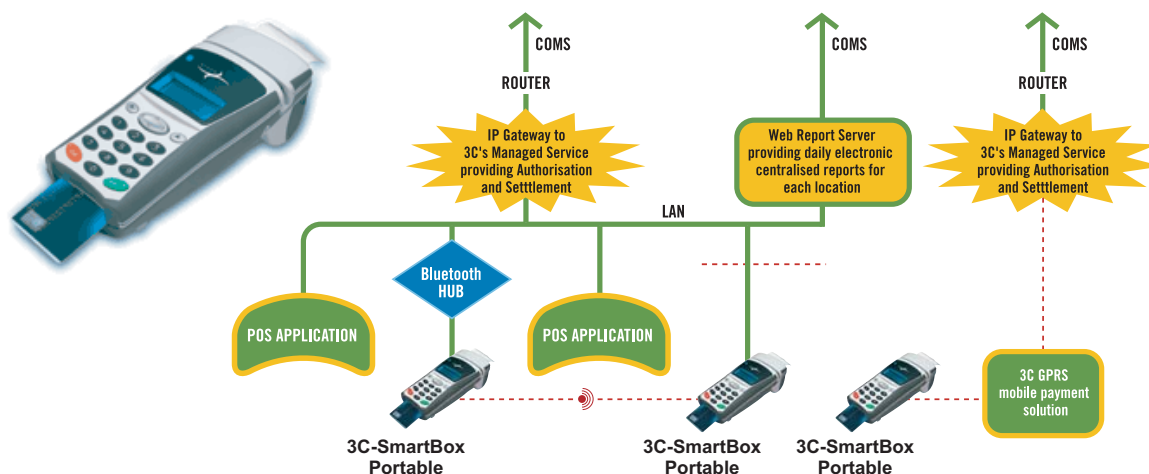 COMS
COMS
COMS
ROUTER
ROUTER
IP Gateway to
3C's Managed Service
providing Authorisation
and Setttlement
Web Report Server
providing daily electronic
centralised reports for
each location
IP Gateway to
3C's Managed Service
providing Authorisation
and Setttlement
LAN
Bluetooth
HUB
POS APPLICATION
POS APPLICATION
3C GPRS
mobile payment
solution
3C-SmartBox
Portable
3C-SmartBox
Portable
3C-SmartBox
Portable